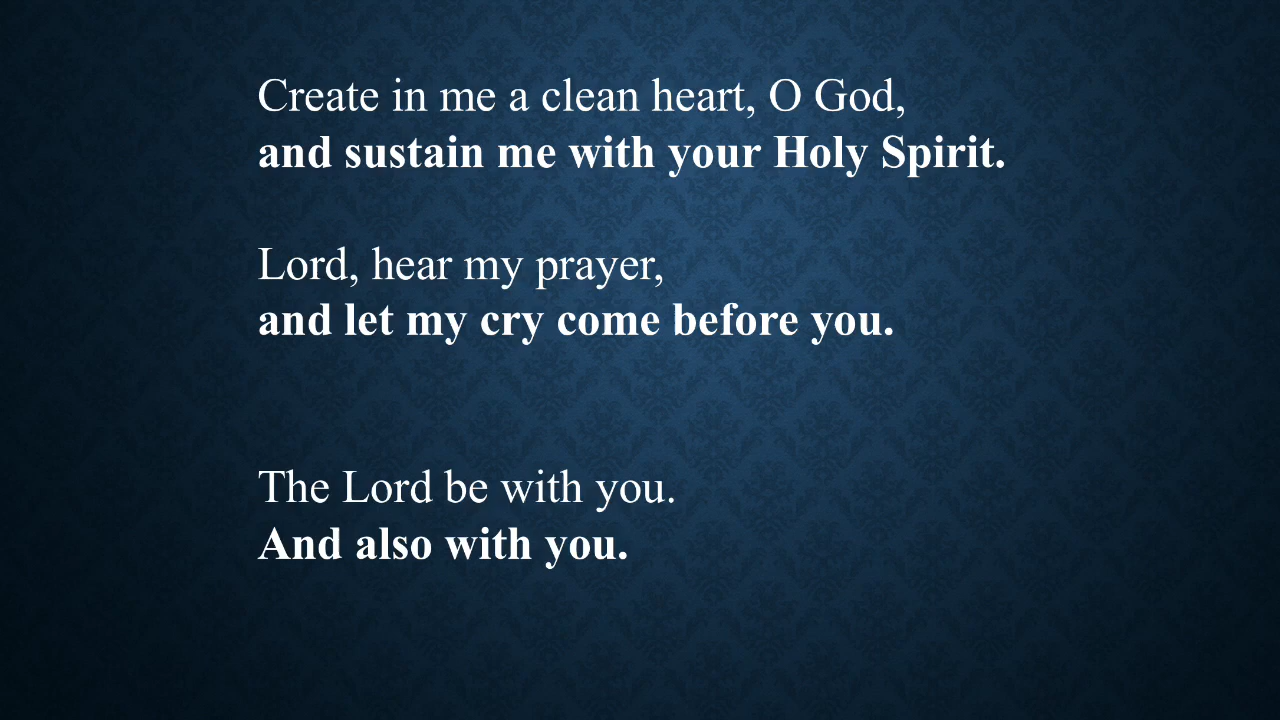 Create in me a clean heart, O God,
and sustain me with your Holy Spirit.
Lord, hear my prayer,
and let my cry come before you.
The Lord be with you.
And also with you.